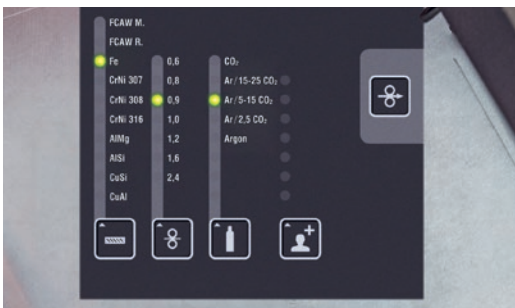 FCAW M.
FCAW R.
Fe
CrNi 307
CrNi 308
CrNi 316
AlMg
AlSi
CuSi
CuAl
0,6
0,8
0,9
1,0
1,2
1,6
2,4
CO₂
Ar/15-25 CO₂
Ar/5-15 CO₂
Ar/2,5 CO₂
Argon